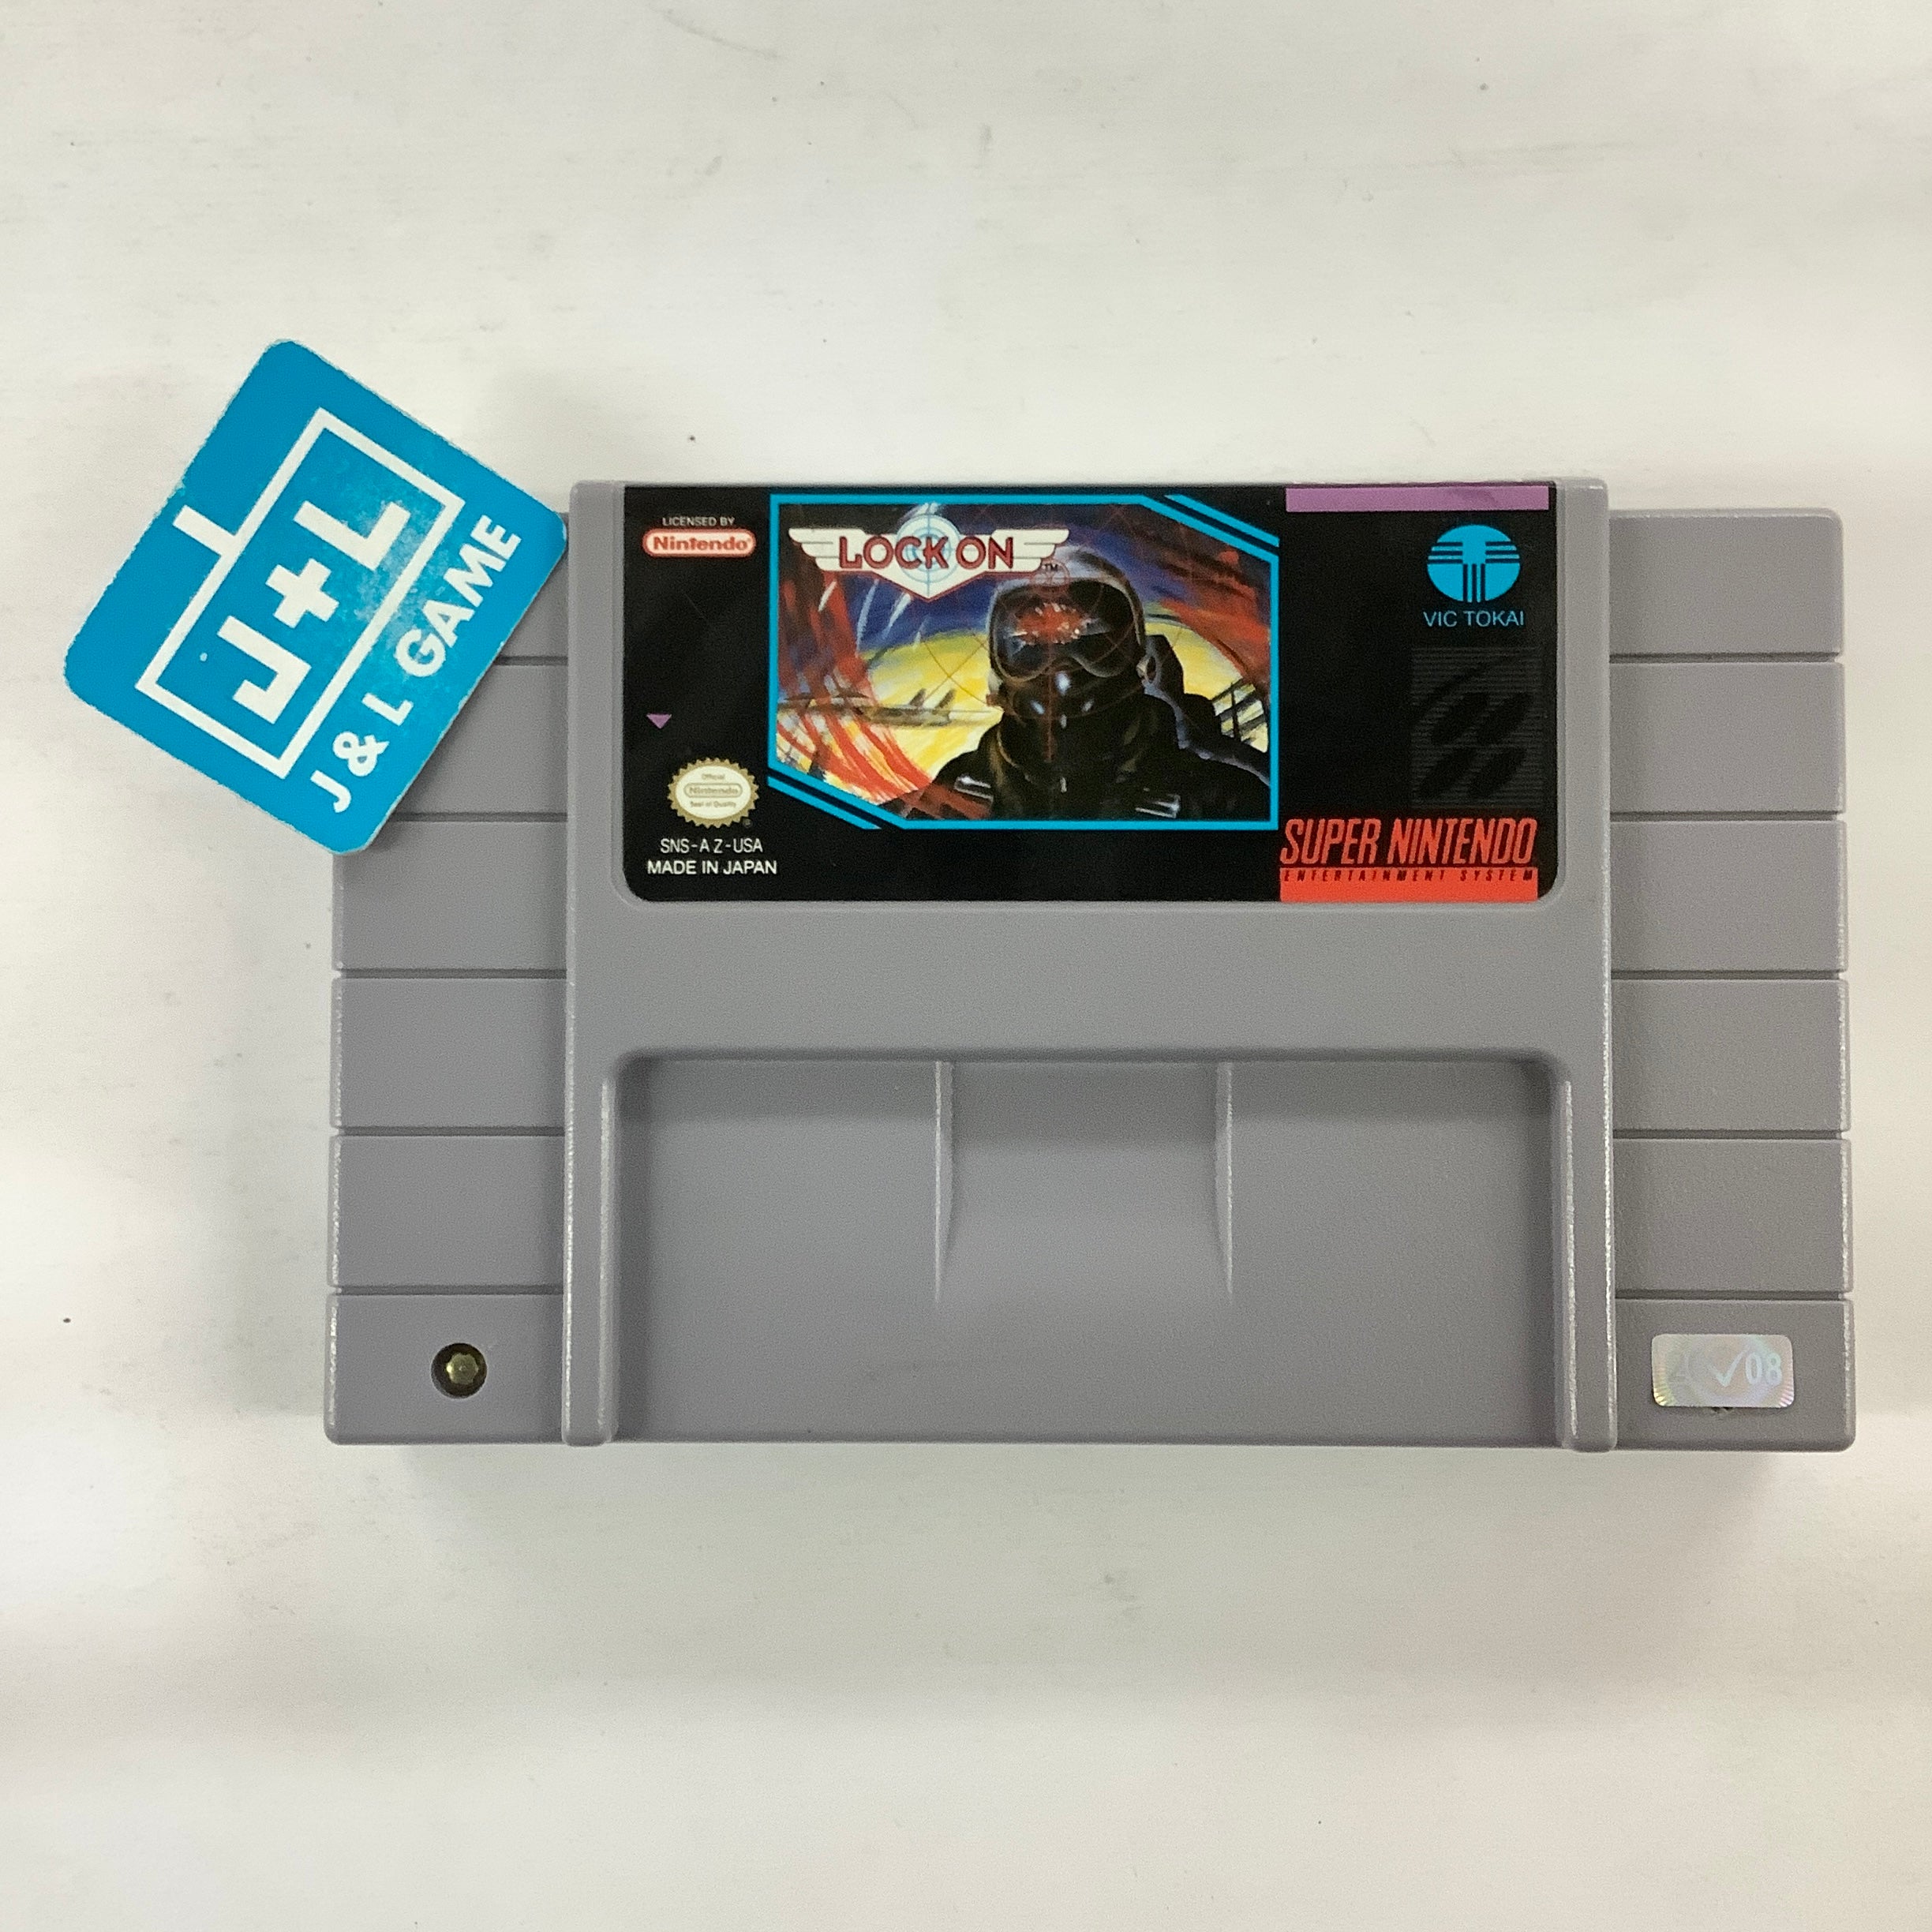 J+L
J & L GAME
LICENSED BY
Nintendo
LOCK ON
TM
VIC TOKAI
Official
Nintendo
Seal of Quality
SNS-AZ-USA
MADE IN JAPAN
SUPER NINTENDO
ENTERTAINMENT SYSTEM
08